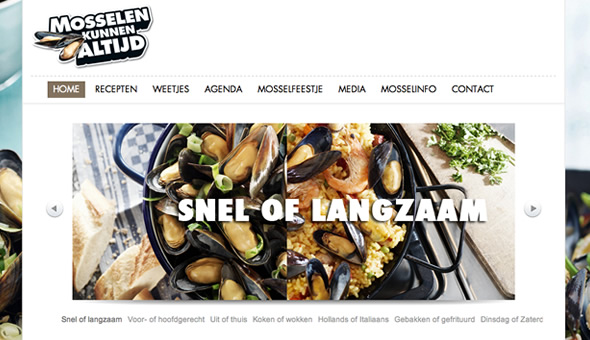 MOSSELEN
KUNNEN
ALTIJD
HOME RECEPTEN WEETJES AGENDA MOSSELFEESTJE MEDIA MOSSELINFO CONTACT
SNEL OF LANGZAAM
Snel of langzaam Voor- of hoofdgerecht Uit of thuis Koken of wokken Hollands of Italiaans Gebakken of gefrituurd Dinsdag of Zaterc